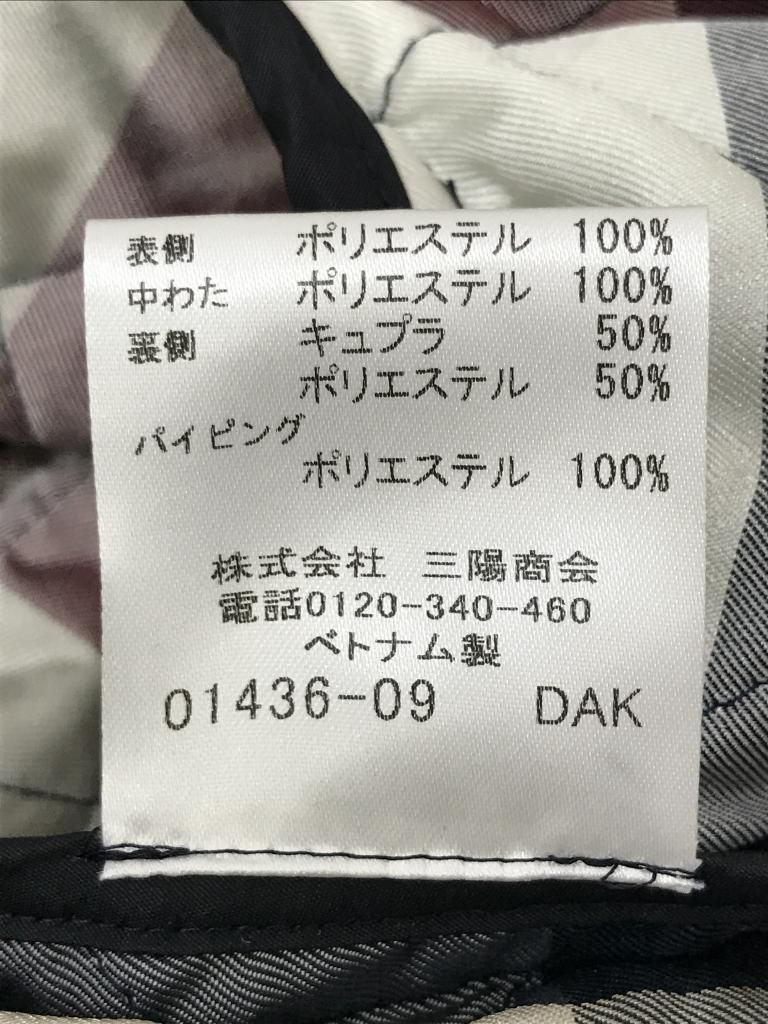 表側 ポリエステル 100%
中わた ポリエステル 100%
裏側 キュプラ 50%
ポリエステル 50%
パイピング
ポリエステル 100%
株式会社 三陽商会
電話0120-340-460
ベトナム製
01436-09 DAK